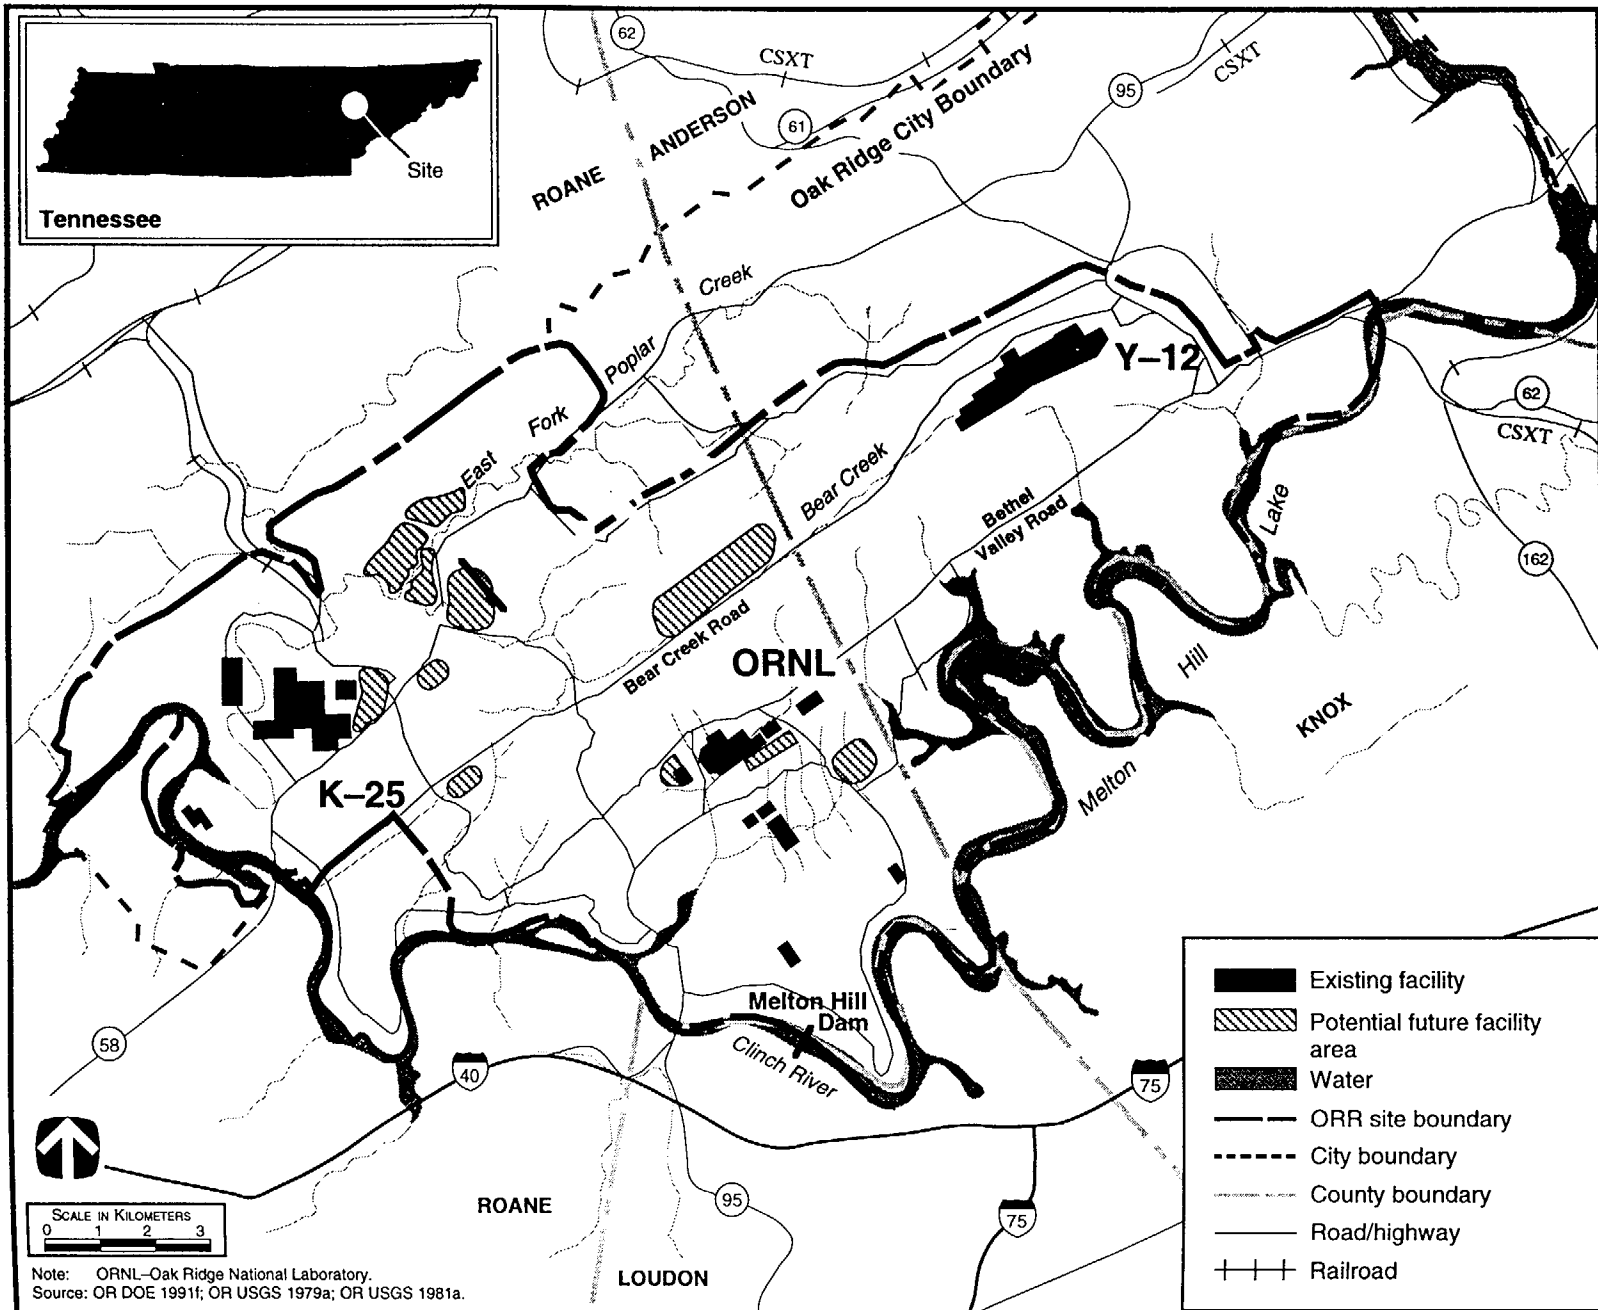 Site
Tennessee
62
CSXT
61
95
CSXT
ROANE
ANDERSON
Oak Ridge City Boundary
Creek
Poplar
Fork
East
Y–12
62
CSXT
Bear Creek
Bethel
Valley Road
Lake
162
Bear Creek Road
ORNL
Hill
KNOX
Melton
K–25
Melton Hill
Dam
Clinch River
58
40
75
75
95
ROANE
LOUDON
Existing facility
Potential future facility
area
Water
ORR site boundary
City boundary
County boundary
Road/highway
Railroad
SCALE IN KILOMETERS
0 1 2 3
Note: ORNL–Oak Ridge National Laboratory.
Source: OR DOE 1991f; OR USGS 1979a; OR USGS 1981a.